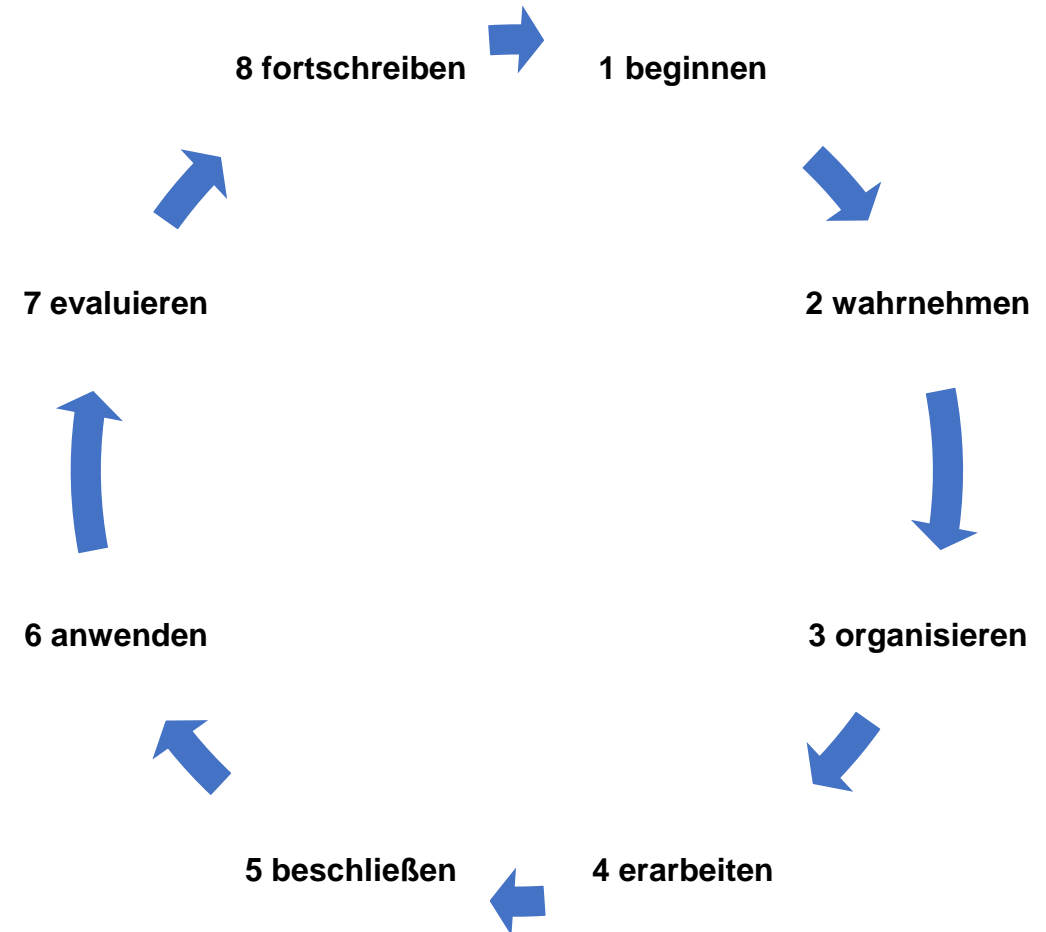 8 fortschreiben
1 beginnen
7 evaluieren
2 wahrnehmen
6 anwenden
3 organisieren
5 beschließen
4 erarbeiten